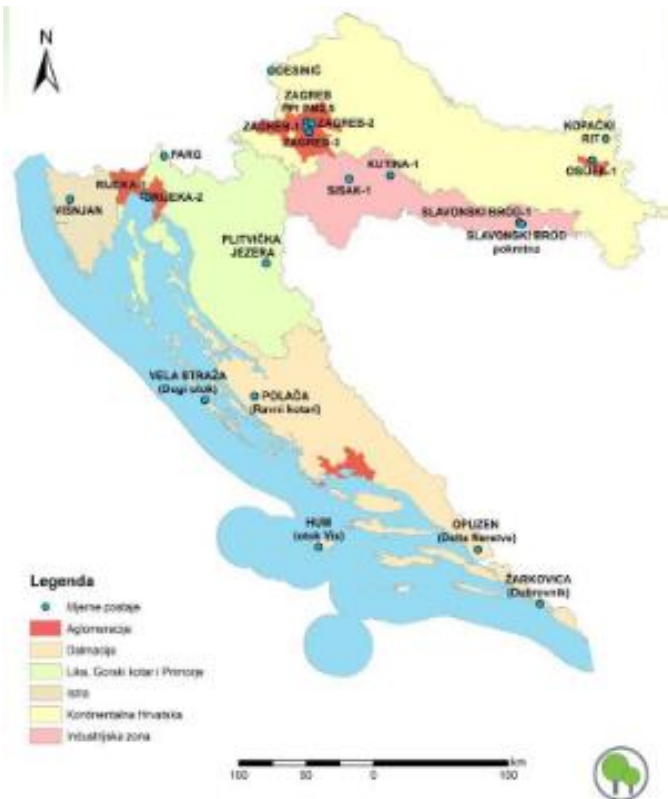 N
DESINIĆ
ZAGREB
PPI PM2,5
ZAGREB-1
ZAGREB-2
ZAGREB-3
KOPAČKI
RIT
OSIJEK-1
PARG
KUTINA-1
SISAK-1
RIJEKA-1
RIJEKA-2
VIŠNJAN
SLAVONSKI BROD-1
SLAVONSKI BROD
PLITVIČKA
JEZERA
VELA STRAŽA
(Dugi otok)
POLAČA
(Ravni kotari)
HUM
(otok Vis)
OPUZEN
(Delta Neretve)
ŽARKOVICA
(Dubrovnik)
Legenda
Mjerne postaje
Aglomeracije
Dalmacija
Lika, Gorski kotar i Primorje
Istra
Kontinentalna Hrvatska
Industrijska zona
km
100
50
0
100